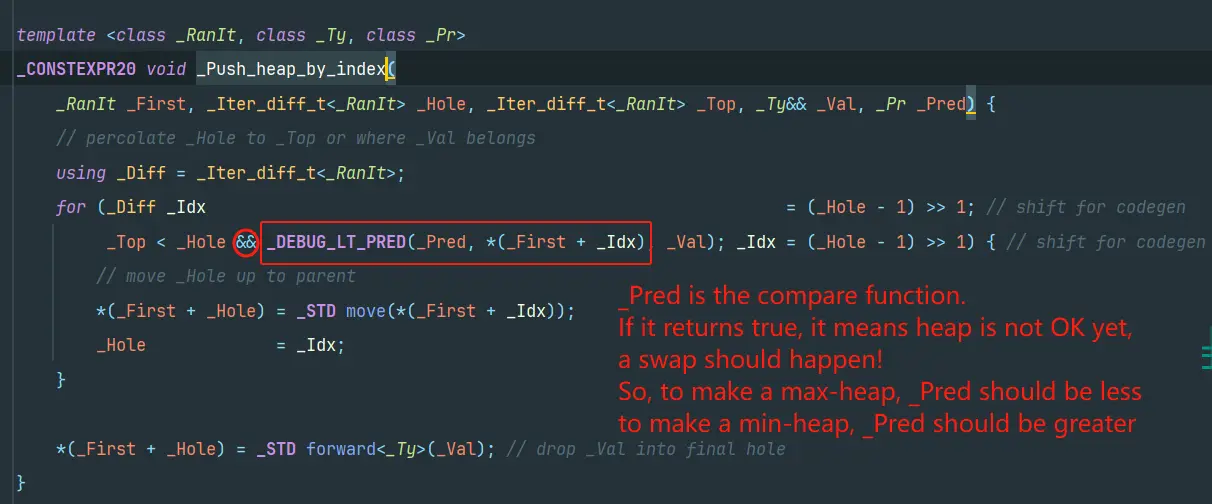 template <class _RanIt, class _Ty, class _Pr>
_CONSTEXPR20 void _Push_heap_by_index(
_RanIt _First, _Iter_diff_t<_RanIt> _Hole, _Iter_diff_t<_RanIt> _Top, _Ty&& _Val, _Pr _Pred) {
// percolate _Hole to _Top or where _Val belongs
using _Diff = _Iter_diff_t<_RanIt>;
for (_Diff _Idx = (_Hole - 1) >> 1; // shift for codegen
_Top < _Hole && _DEBUG_LT_PRED(_Pred, *(_First + _Idx), _Val); _Idx = (_Hole - 1) >> 1) { // shift for codegen
// move _Hole up to parent
*(_First + _Hole) = _STD move(*(_First + _Idx));
_Hole = _Idx;
}
*(_First + _Hole) = _STD forward<_Ty>(_Val); // drop _Val into final hole
}
_Pred is the compare function.
If it returns true, it means heap is not OK yet,
a swap should happen!
So, to make a max-heap, _Pred should be less
to make a min-heap, _Pred should be greater